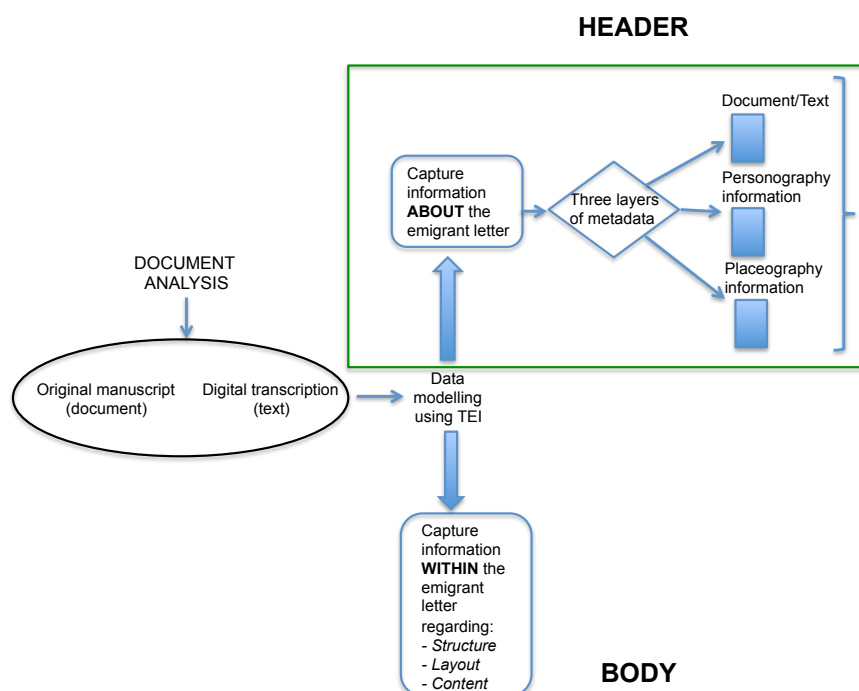 HEADER
Document/Text
Capture
information
ABOUT the
emigrant letter
Three layers
of metadata
Personography
information
Placeography
information
DOCUMENT
ANALYSIS
Original manuscript
(document)
Digital transcription
(text)
Data
modelling
using TEI
Capture
information
WITHIN the
emigrant
letter
regarding:
- Structure
- Layout
- Content
BODY